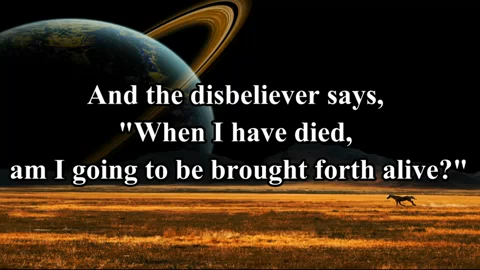 And the disbeliever says,
"When I have died,
am I going to be brought forth alive?"